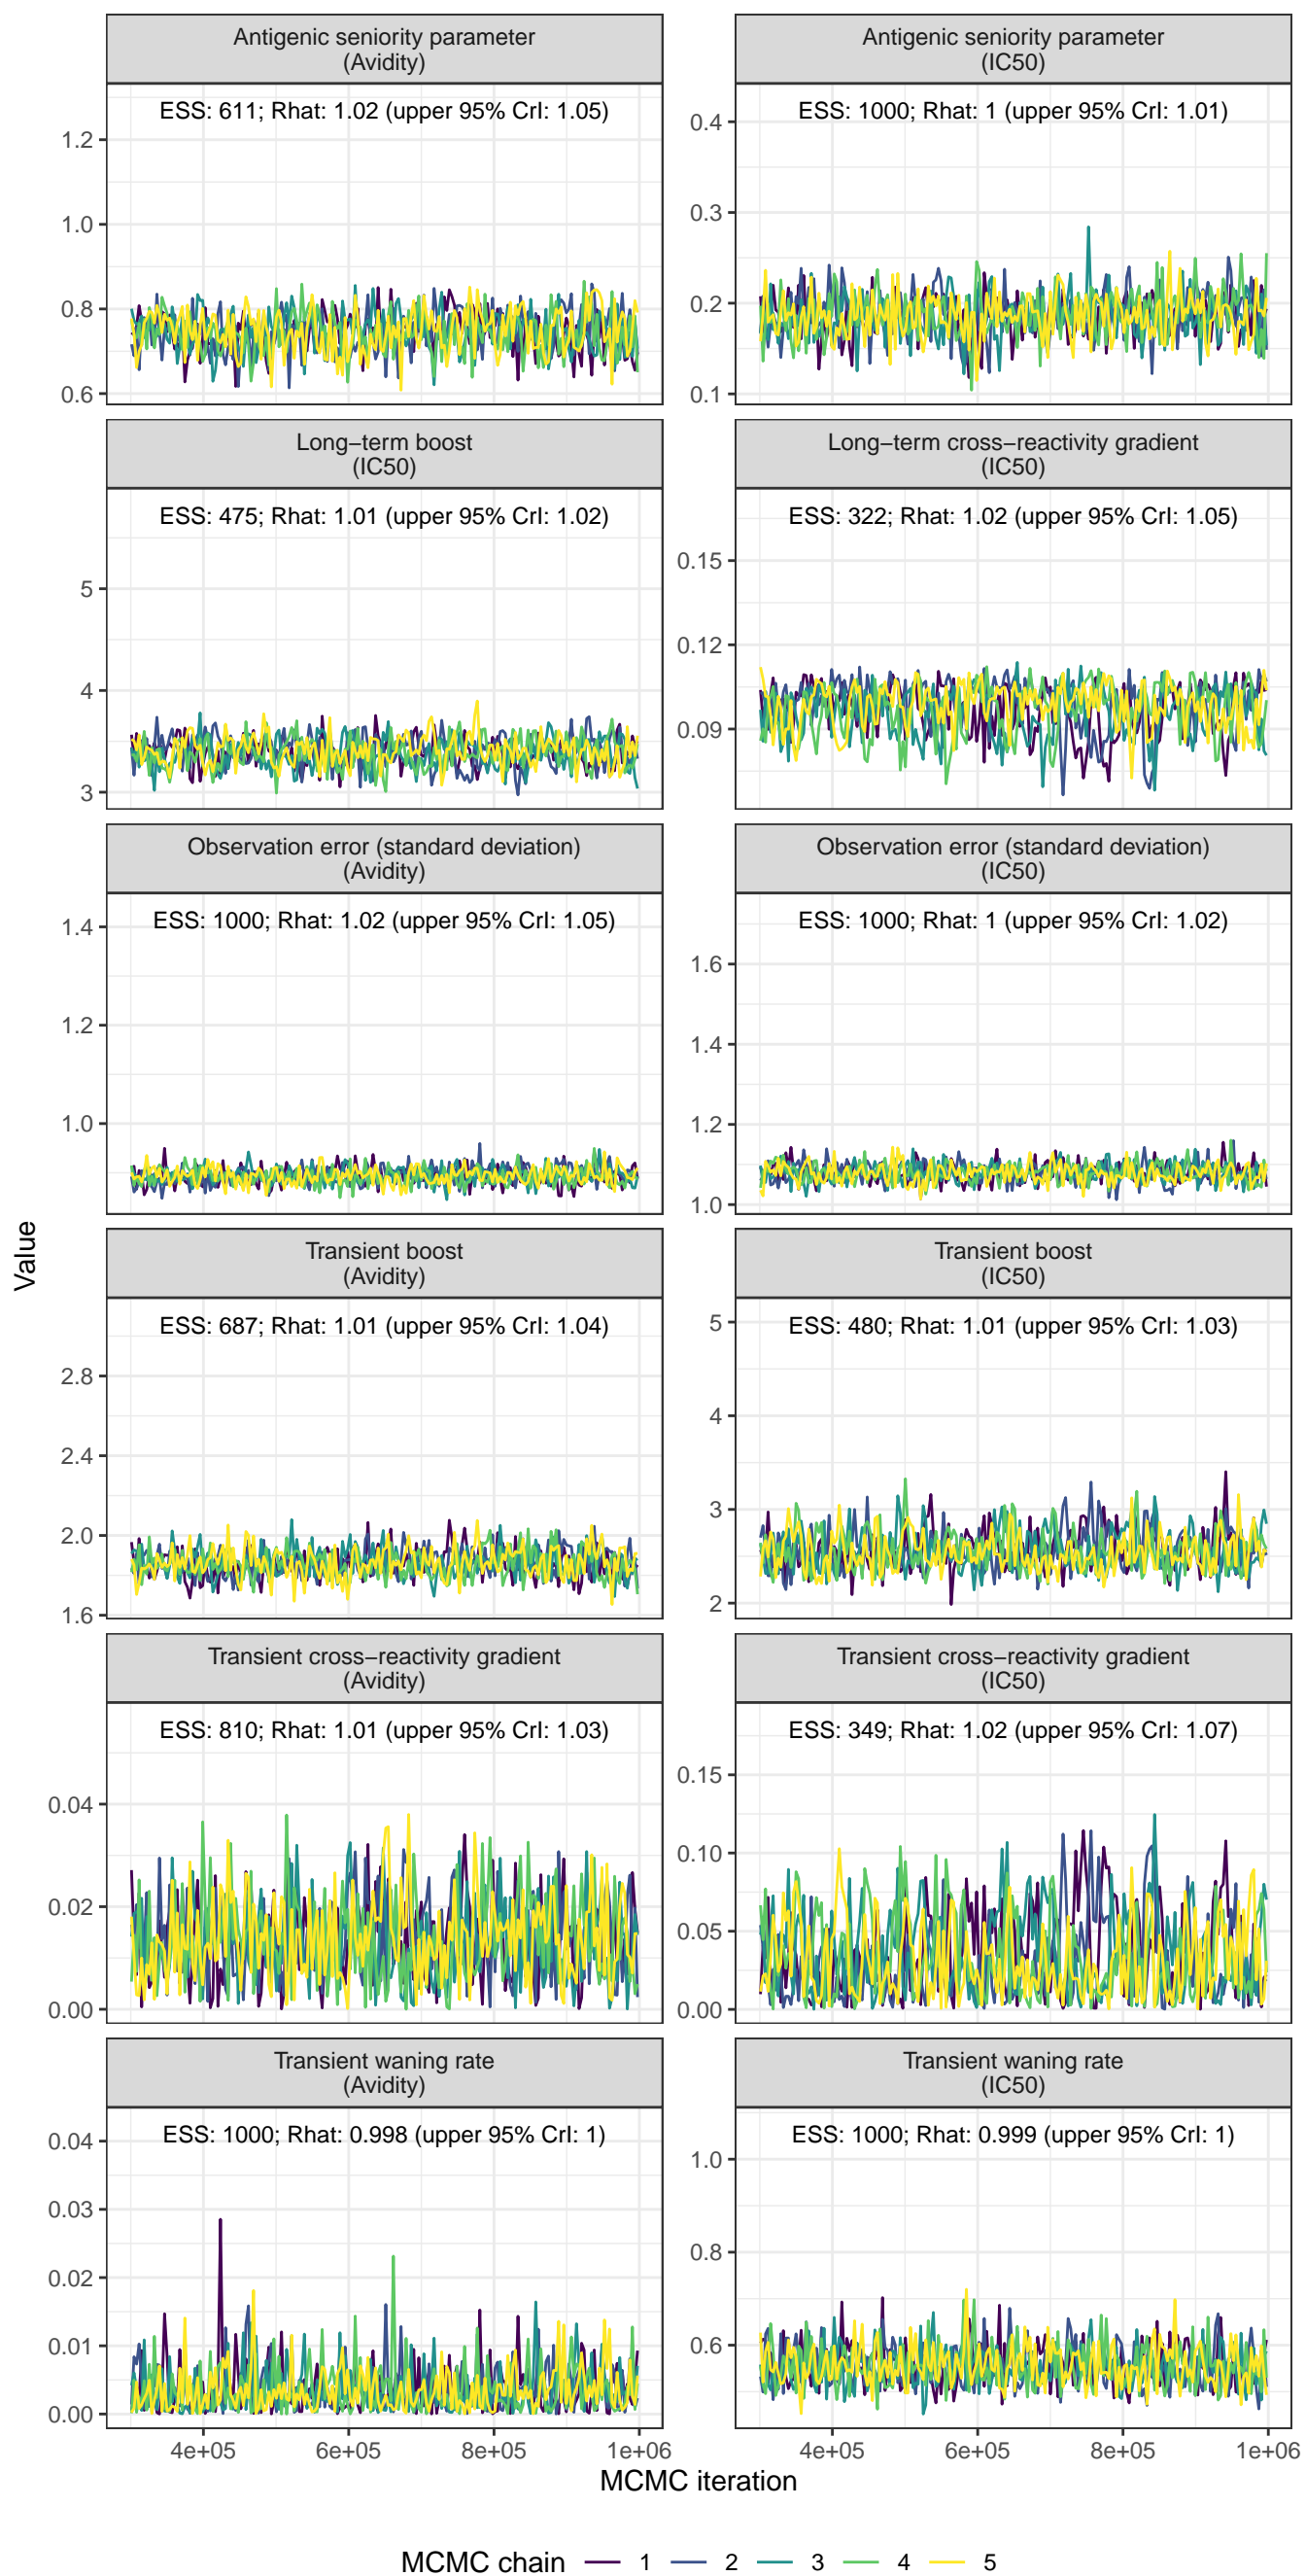 Antigenic seniority parameter
(Avidity)
ESS: 611; Rhat: 1.02 (upper 95% CrI: 1.05)
1.2
1.0
0.8
0.6
Antigenic seniority parameter
(IC50)
ESS: 1000; Rhat: 1 (upper 95% CrI: 1.01)
0.4
0.3
0.2
0.1
Long−term boost
(IC50)
ESS: 475; Rhat: 1.01 (upper 95% CrI: 1.02)
5
4
3
Long−term cross−reactivity gradient
(IC50)
ESS: 322; Rhat: 1.02 (upper 95% CrI: 1.05)
0.15
0.12
0.09
Observation error (standard deviation)
(Avidity)
ESS: 1000; Rhat: 1.02 (upper 95% CrI: 1.05)
1.4
1.2
1.0
Observation error (standard deviation)
(IC50)
ESS: 1000; Rhat: 1 (upper 95% CrI: 1.02)
1.6
1.4
1.2
1.0
Value
Transient boost
(Avidity)
ESS: 687; Rhat: 1.01 (upper 95% CrI: 1.04)
2.8
2.4
2.0
1.6
Transient boost
(IC50)
ESS: 480; Rhat: 1.01 (upper 95% CrI: 1.03)
5
4
3
2
Transient cross−reactivity gradient
(Avidity)
ESS: 810; Rhat: 1.01 (upper 95% CrI: 1.03)
0.04
0.02
0.00
Transient cross−reactivity gradient
(IC50)
ESS: 349; Rhat: 1.02 (upper 95% CrI: 1.07)
0.15
0.10
0.05
0.00
Transient waning rate
(Avidity)
ESS: 1000; Rhat: 0.998 (upper 95% CrI: 1)
0.04
0.03
0.02
0.01
0.00
Transient waning rate
(IC50)
ESS: 1000; Rhat: 0.999 (upper 95% CrI: 1)
1.0
0.8
0.6
4e+05 6e+05 8e+05 1e+06
4e+05 6e+05 8e+05 1e+06
MCMC iteration
MCMC chain 1 2 3 4 5